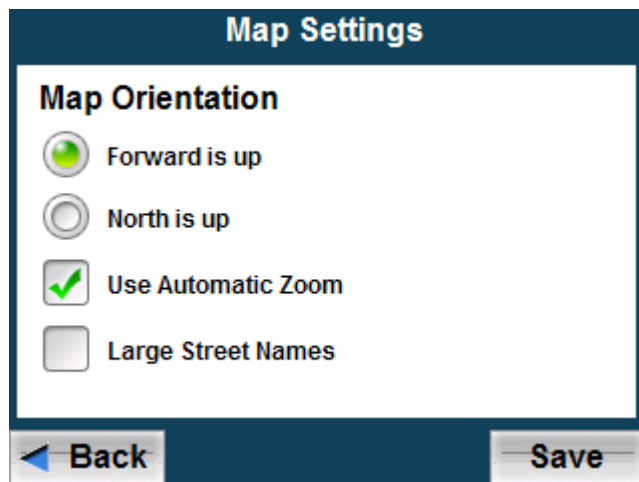 Map Settings
Map Orientation
Forward is up
North is up
Use Automatic Zoom
Large Street Names
Back
Save